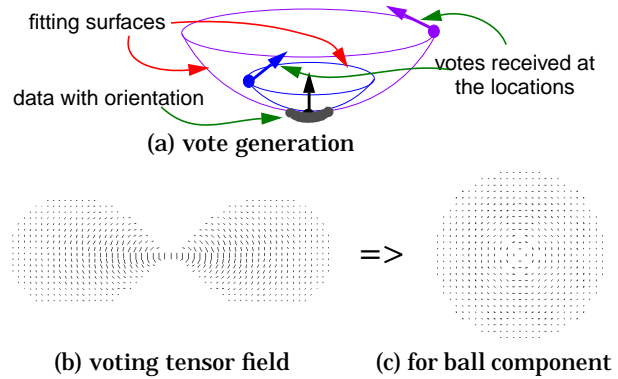 fitting surfaces
votes received at
the locations
data with orientation
(a) vote generation
=>
(b) voting tensor field
(c) for ball component